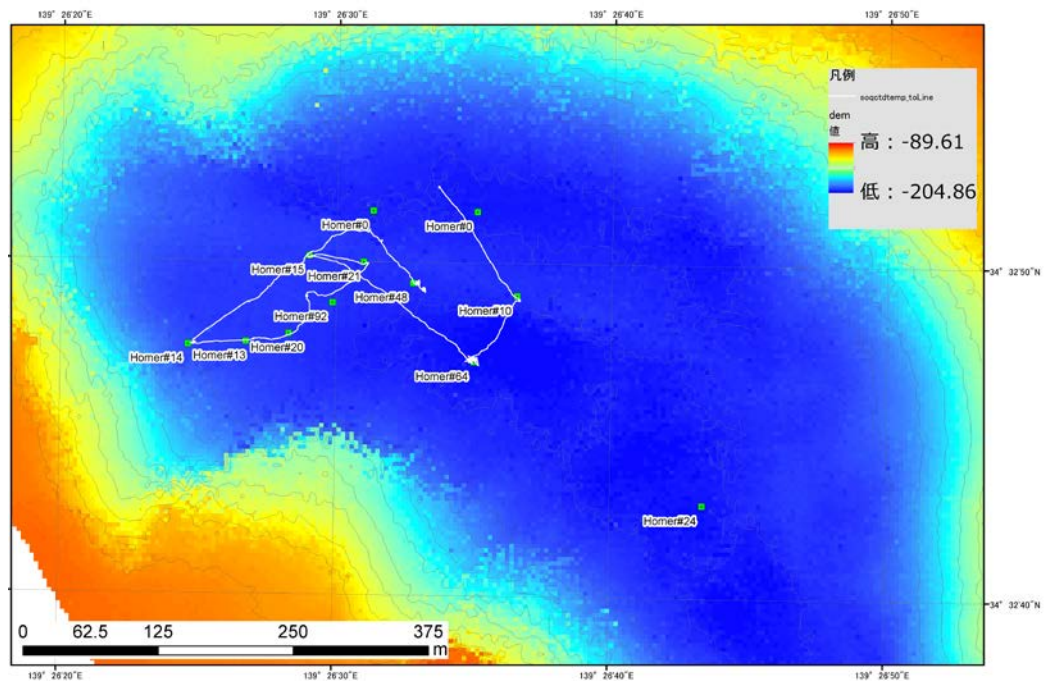 139° 26'20"
139° 26'30"
139° 26'40"
139° 26'50"
凡例
soqctdtemp_toLine
dem
値
高：-89.61
低：-204.86
Homer#0
Homer#0
Homer#15
Homer#21
34° 32'50"N
Homer#48
Homer#10
Homer#92
Homer#20
Homer#13
Homer#14
Homer#64
Homer#24
34° 32'40"N
0 62.5 125 250 375
m
139° 26'20"
139° 26'30"
139° 26'40"
139° 26'50"